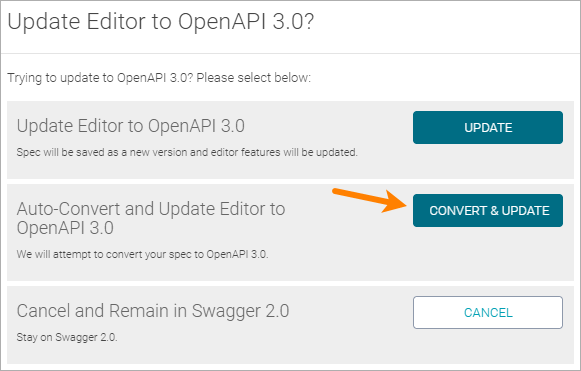 Update Editor to OpenAPI 3.0?
Trying to update to OpenAPI 3.0? Please select below:
Update Editor to OpenAPI 3.0
Spec will be saved as a new version and editor features will be updated.
UPDATE
Auto-Convert and Update Editor to
OpenAPI 3.0
We will attempt to convert your spec to OpenAPI 3.0.
CONVERT & UPDATE
Cancel and Remain in Swagger 2.0
Stay on Swagger 2.0.
CANCEL